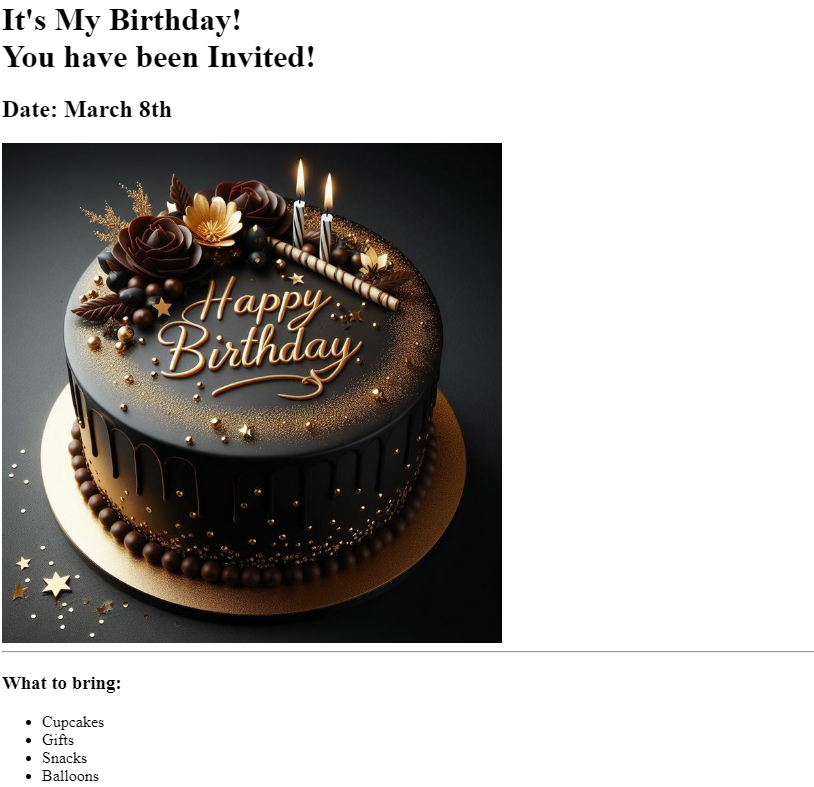 It's My Birthday!
You have been Invited!
Date: March 8th
Happy
Birthday
What to bring:
Cupcakes
Gifts
Snacks
Balloons